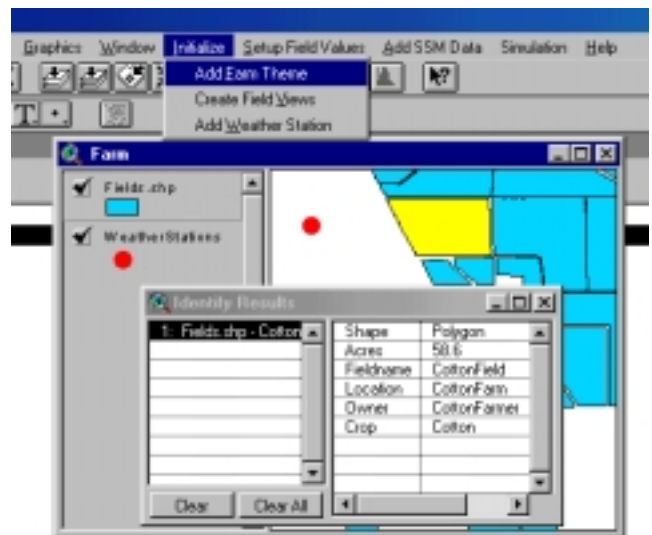 Graphics Window Initialize Setup Field Values Add SSM Data Simulation Help
Add Farm Theme
Create Field Views
Add Weather Station
T
Farm
Fields.shp
WeatherStations
Identify Results
1: Fields.shp - Cotton
Shape Polygon
Acres 58.6
Fieldname CottonField
Location CottonFarm
Owner CottonFarmer
Crop Cotton
Clear Clear All